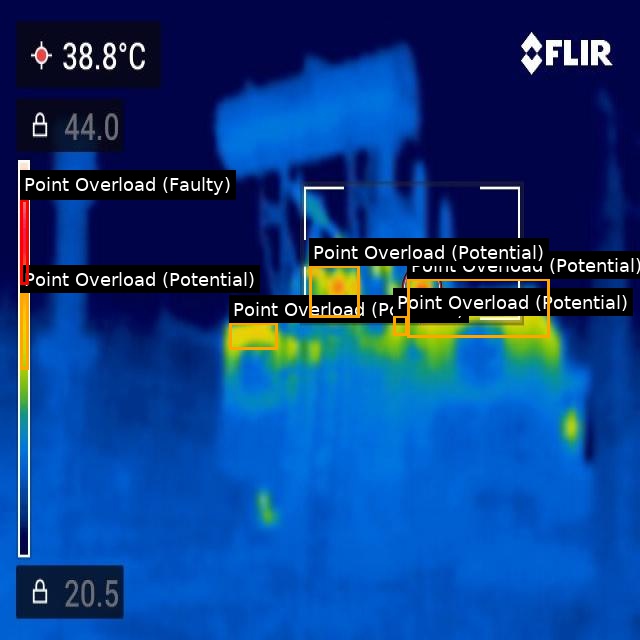 38.8°C
FLIR
44.0
Point Overload (Faulty)
Point Overload (Potential)
Point Overload (Potential)
Point Overload (Potential)
Point Overload (Po
Point Overload (Potential)
20.5